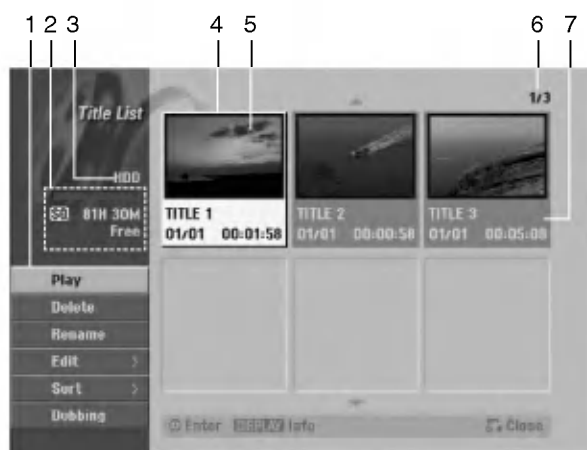 1 2 3 4 5 6 7
Title List
1/3
HDD
SQ 81H 30M
Free
TITLE 1
01/01 00:01:58
TITLE 2
01/01 00:00:58
TITLE 3
01/01 00:05:08
Play
Delete
Rename
Edit >
Sort >
Dubbing
Enter DISPLAY Info
Close